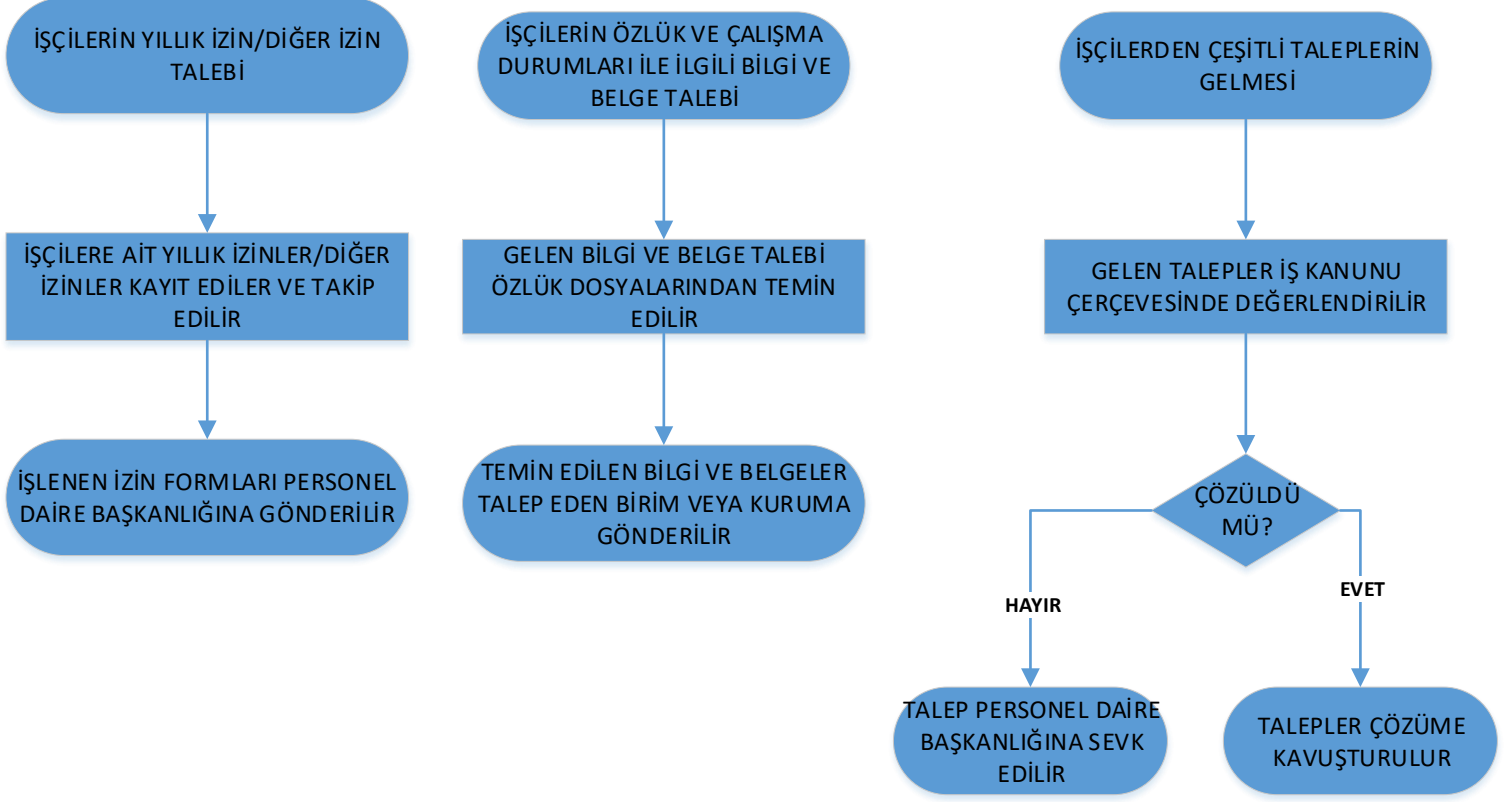 İŞÇİLERİN YILLIK İZİN/DİĞER İZİN
TALEBİ
İŞÇİLERE AİT YILLIK İZİNLER/DİĞER
İZİNLER KAYIT EDİLER VE TAKİP
EDİLİR
İŞLENEN İZİN FORMLARI PERSONEL
DAİRE BAŞKANLIĞINA GÖNDERİLİR
İŞÇİLERİN ÖZLÜK VE ÇALIŞMA
DURUMLARI İLE İLGİLİ BİLGİ VE
BELGE TALEBİ
GELEN BİLGİ VE BELGE TALEBİ
ÖZLÜK DOSYALARINDAN TEMİN
EDİLİR
TEMİN EDİLEN BİLGİ VE BELGELER
TALEP EDEN BİRİM VEYA KURUMA
GÖNDERİLİR
İŞÇİLERDEN ÇEŞİTLİ TALEPLERİN
GELMESİ
GELEN TALEPLER İŞ KANUNU
ÇERÇEVESİNDE DEĞERLENDİRİLİR
ÇÖZÜLDÜ
MÜ?
HAYIR
EVET
TALEP PERSONEL DAİRE
BAŞKANLIĞINA SEVK
EDİLİR
TALEPLER ÇÖZÜME
KAVUŞTURULUR